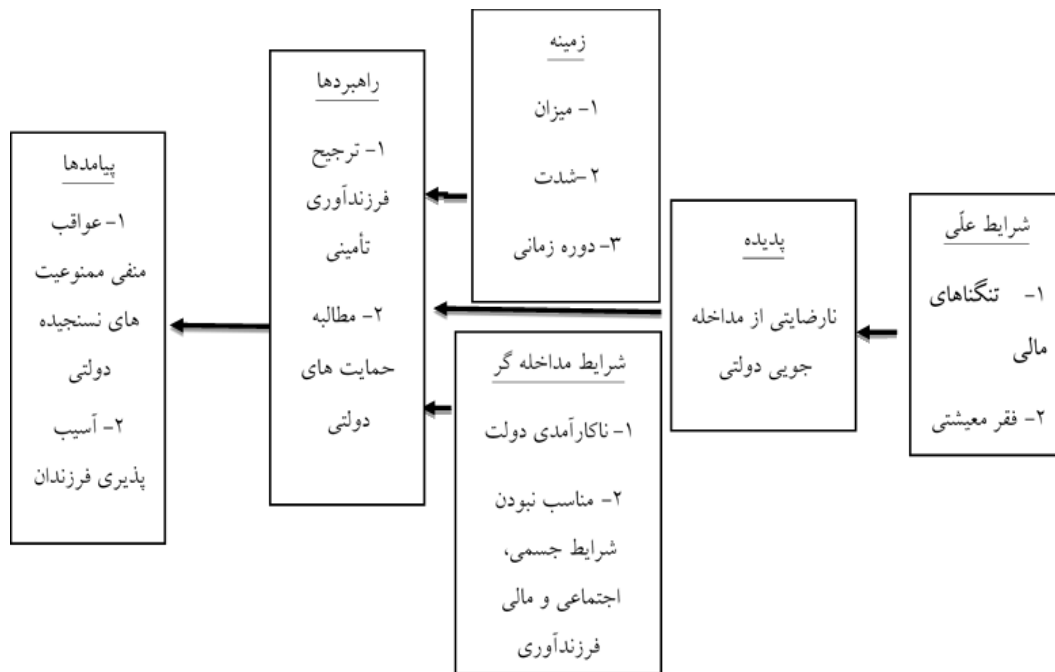 شرایط علّی
۱- تنگناهای
مالی
۲- فقر معیشتی
پدیده
نارضایتی از مداخله
جویی دولتی
زمینه
۱- میزان
۲-شدت
۳- دوره زمانی
شرایط مداخله گر
۱- ناکارآمدی دولت
۲- مناسب نبودن
شرایط جسمی،
اجتماعی و مالی
فرزندآوری
راهبردها
۱- ترجیح
فرزندآوری
تأمینی
۲- مطالبه
حمایت های
دولتی
پیامدها
۱- عواقب
منفی ممنوعیت
های نسنجیده
دولتی
۲- آسیب
پذیری فرزندان